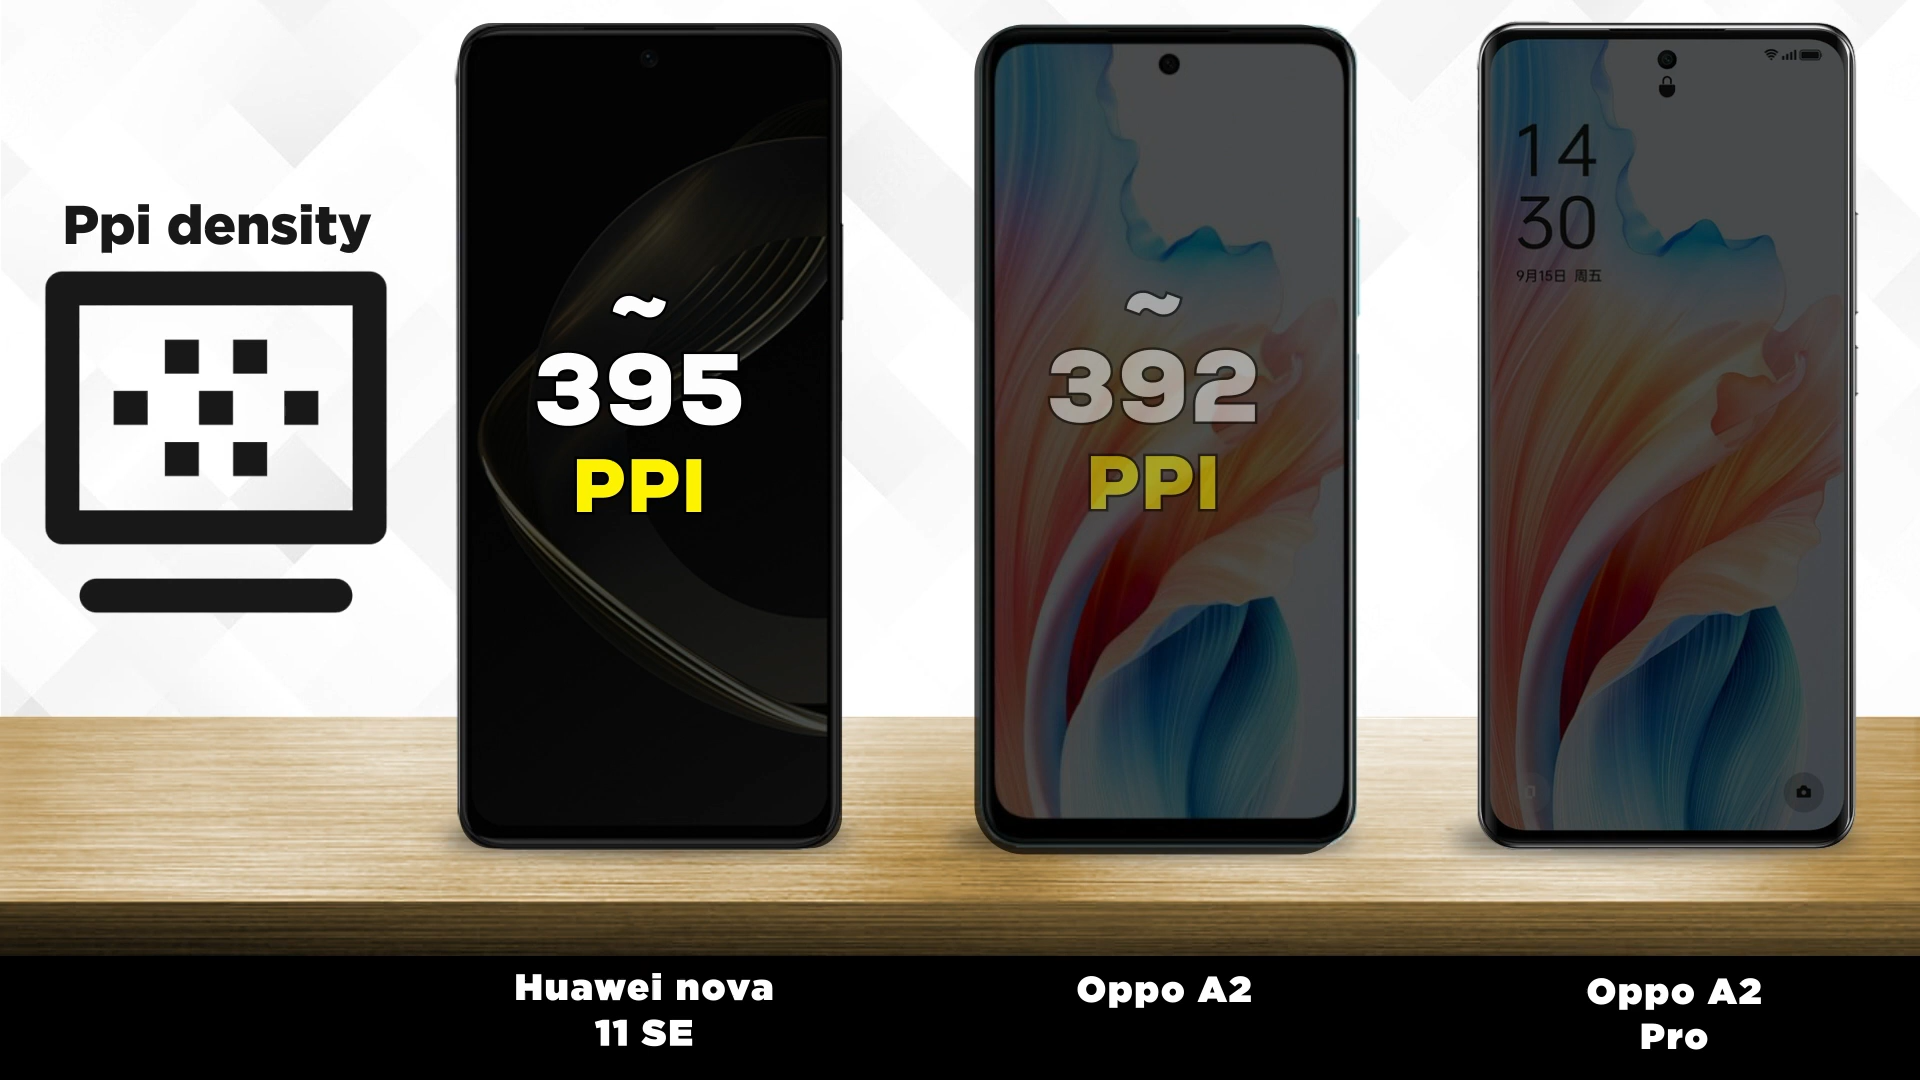 Ppi density
~
395
PPI
~
392
PPI
14
30
9月15日 周五
Huawei nova
11 SE
Oppo A2
Oppo A2
Pro